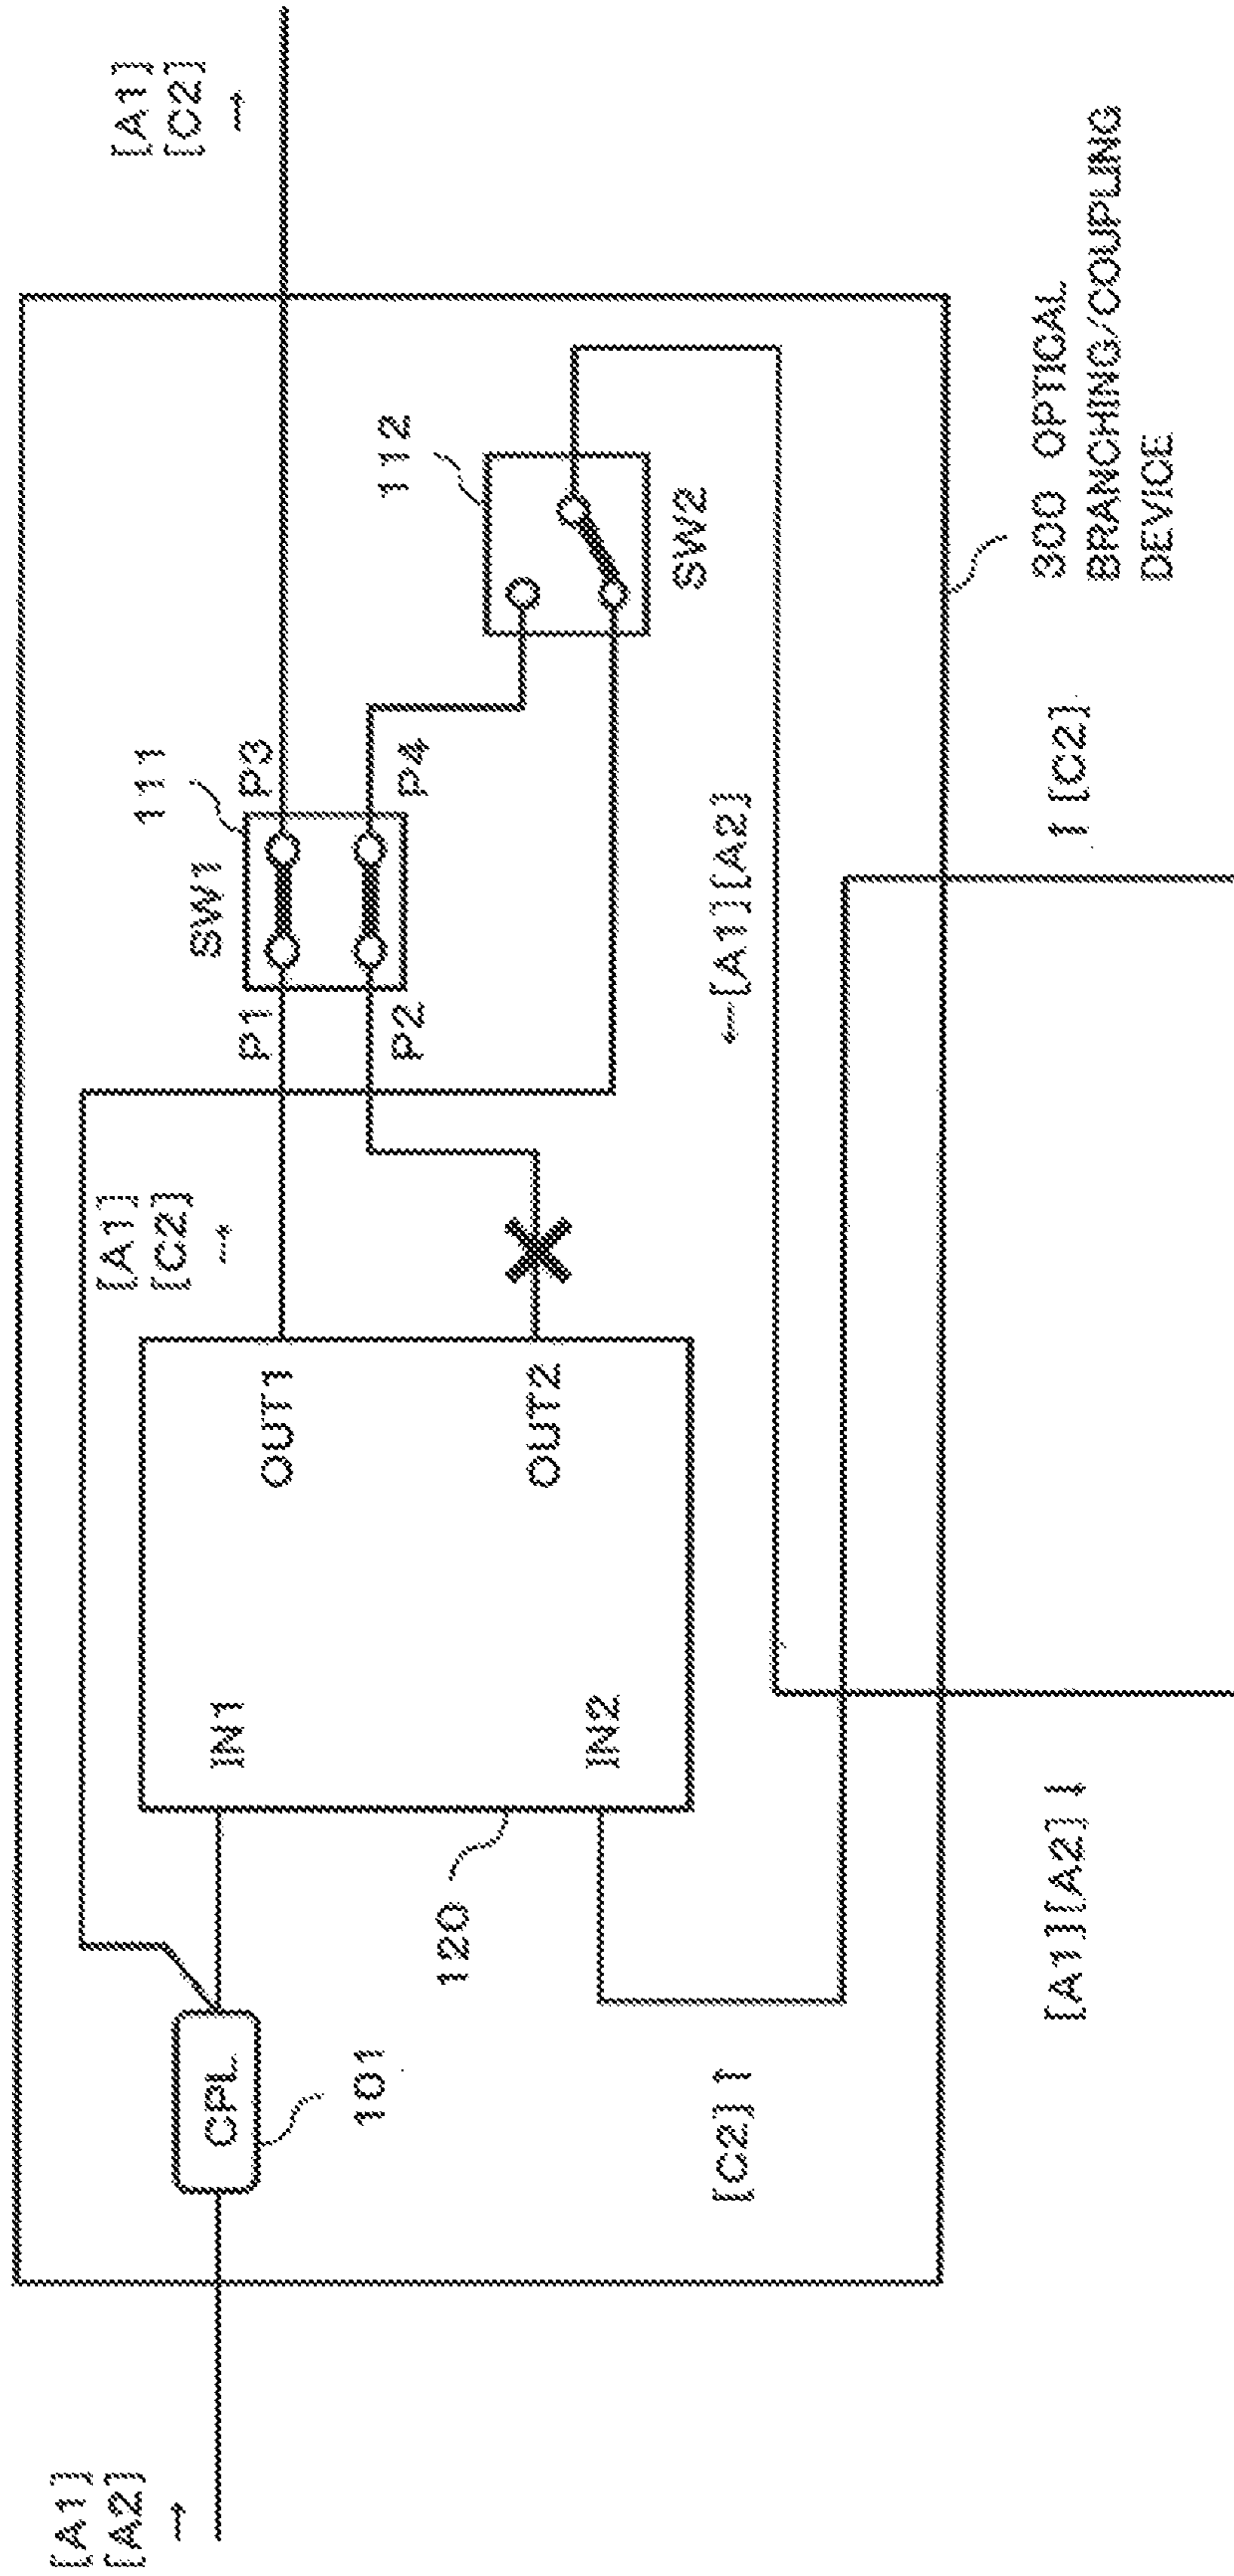 [A1]
[A2]
→
CPL
101
[C2] ↑
IN1
IN2
120
OUT1
OUT2
[A1]
[C2]
→
P1
P2
SW1
111
P3
P4
←[A1][A2]
112
SW2
[A1]
[C2]
→
[A1][A2] ↓
↑ [C2]
300 OPTICAL
BRANCHING/COUPLING
DEVICE